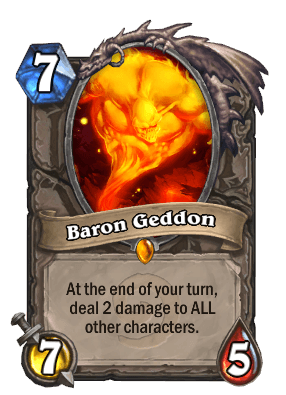 7
Baron Geddon
At the end of your turn,
deal 2 damage to ALL
other characters.
7
5